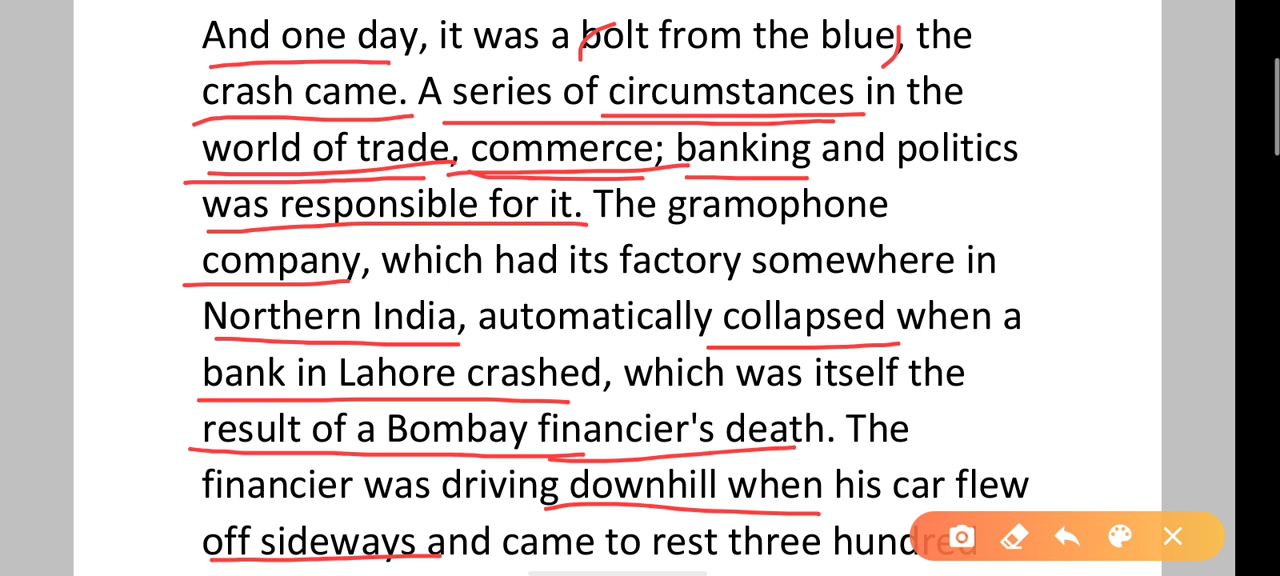 And one day, it was a bolt from the blue, the
crash came. A series of circumstances in the
world of trade, commerce; banking and politics
was responsible for it. The gramophone
company, which had its factory somewhere in
Northern India, automatically collapsed when a
bank in Lahore crashed, which was itself the
result of a Bombay financier's death. The
financier was driving downhill when his car flew
off sideways and came to rest three hundred